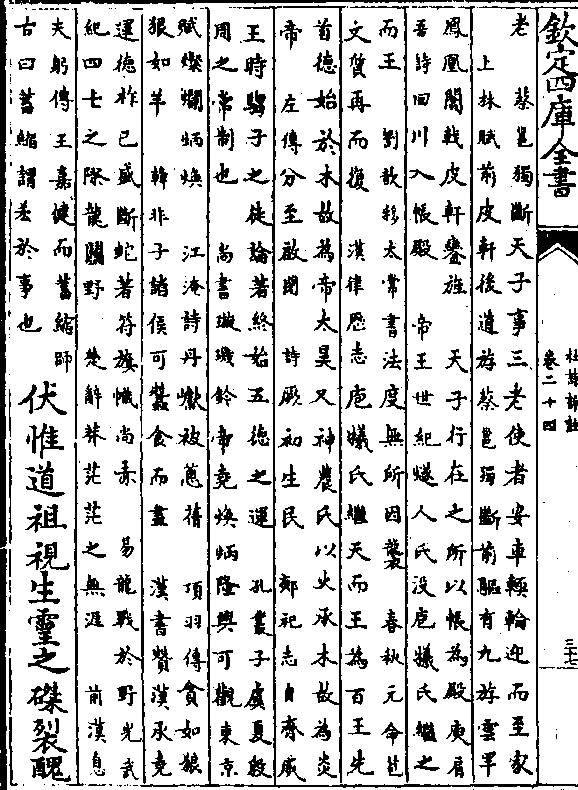 欽定四庫全書
杜詩詳註
卷二十四
三十七
老　蔡邕獨斷天子事三老使者安車輭輪迎而至家
上林賦前皮軒後道游蔡邕獨斷前驅有九游雲罕
鳳凰闟戟皮軒鑾旌　天子行在之所以帳為殿庾肩
吾詩回川入帳殿　帝王世紀燧人氏没庖犧氏繼之
而王　劉歆移太常書法度無所因襲　春秋元命苞
文質再而復　漢律厯志庖犧氏繼天而王為百王先
首德始於木故為帝太昊又神農氏以火承木故為炎
帝　左傳分至啟閉　詩厥初生民　郊祀志自齊威
王時騶子之徒論著終始五德之運　孔叢子虞夏殷
周之常制也　尚書璇璣鈐帝堯煥炳隆興可觀東京
賦燦爛炳煥　江淹詩丹巘被蔥蒨　項羽傳貪如狼
狠如羊　韓非子諸侯可蠶食而盡　漢書贊漢承堯
運德祚已盛斷蛇著符旗幟尚赤　易龍戰於野光武
紀四七之際龍鬬野　楚辭莽茫茫之無涯　前漢息
夫躬傳王嘉健而蓄縮師
古曰蓄縮謂於事也
伏惟道祖視生靈之磔裂醜